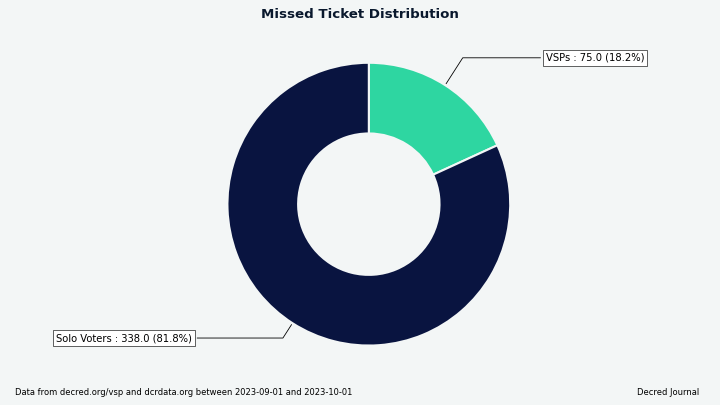 Missed Ticket Distribution
VSPs : 75.0 (18.2%)
Solo Voters : 338.0 (81.8%)
Data from decred.org/vsp and dcrdata.org between 2023-09-01 and 2023-10-01
Decred Journal